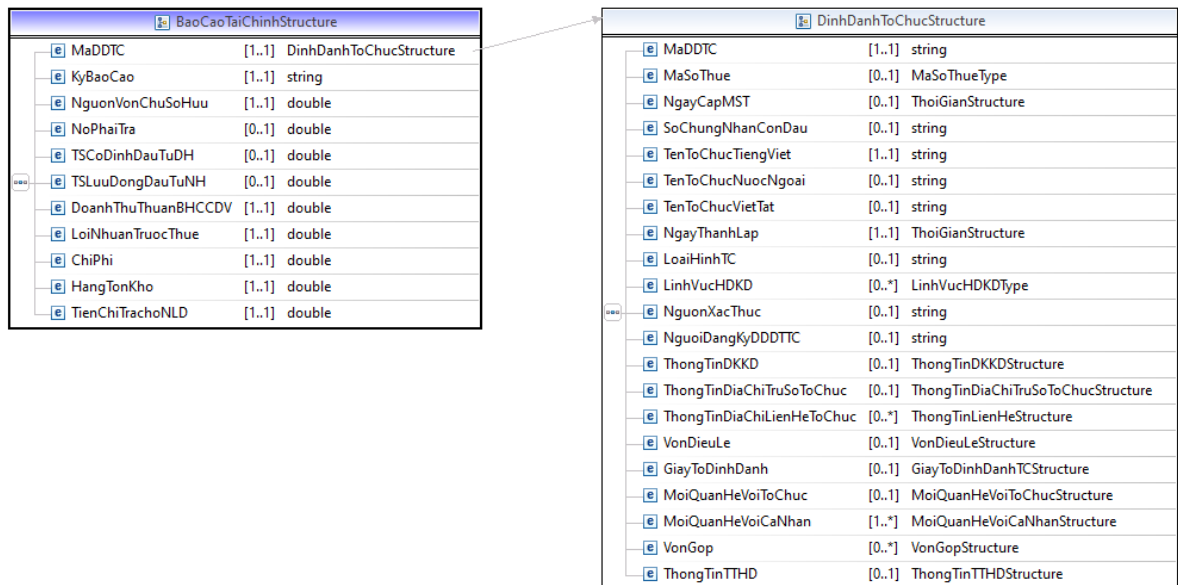 BaoCaoTaiChinhStructure
MaDDTC [1..1] DinhDanhToChucStructure
KyBaoCao [1..1] string
NguonVonChuSoHuu [1..1] double
NoPhaiTra [0..1] double
TSCoDinhDauTuDH [0..1] double
TSLuuDongDauTuNH [0..1] double
DoanhThuThuanBHCCDV [1..1] double
LoiNhuanTruocThue [1..1] double
ChiPhi [1..1] double
HangTonKho [1..1] double
TienChiTrachoNLD [1..1] double
DinhDanhToChucStructure
MaDDTC [1..1] string
MaSoThue [0..1] MaSoThueType
NgayCapMST [0..1] ThoiGianStructure
SoChungNhanConDau [0..1] string
TenToChucTiengViet [1..1] string
TenToChucNuocNgoai [0..1] string
TenToChucVietTat [0..1] string
NgayThanhLap [1..1] ThoiGianStructure
LoaiHinhTC [0..1] string
LinhVucHDKD [0..*] LinhVucHDKDType
NguonXacThuc [0..1] string
NguoiDangKyDDDTTC [0..1] string
ThongTinDKKD [0..1] ThongTinDKKDStructure
ThongTinDiaChiTruSoToChuc [0..1] ThongTinDiaChiTruSoToChucStructure
ThongTinDiaChiLienHeToChuc [0..*] ThongTinLienHeStructure
VonDieuLe [0..1] VonDieuLeStructure
GiayToDinhDanh [0..1] GiayToDinhDanhTCStructure
MoiQuanHeVoiToChuc [0..1] MoiQuanHeVoiToChucStructure
MoiQuanHeVoiCaNhan [1..*] MoiQuanHeVoiCaNhanStructure
VonGop [0..*] VonGopStructure
ThongTinTTHD [0..1] ThongTinTTHDStructure